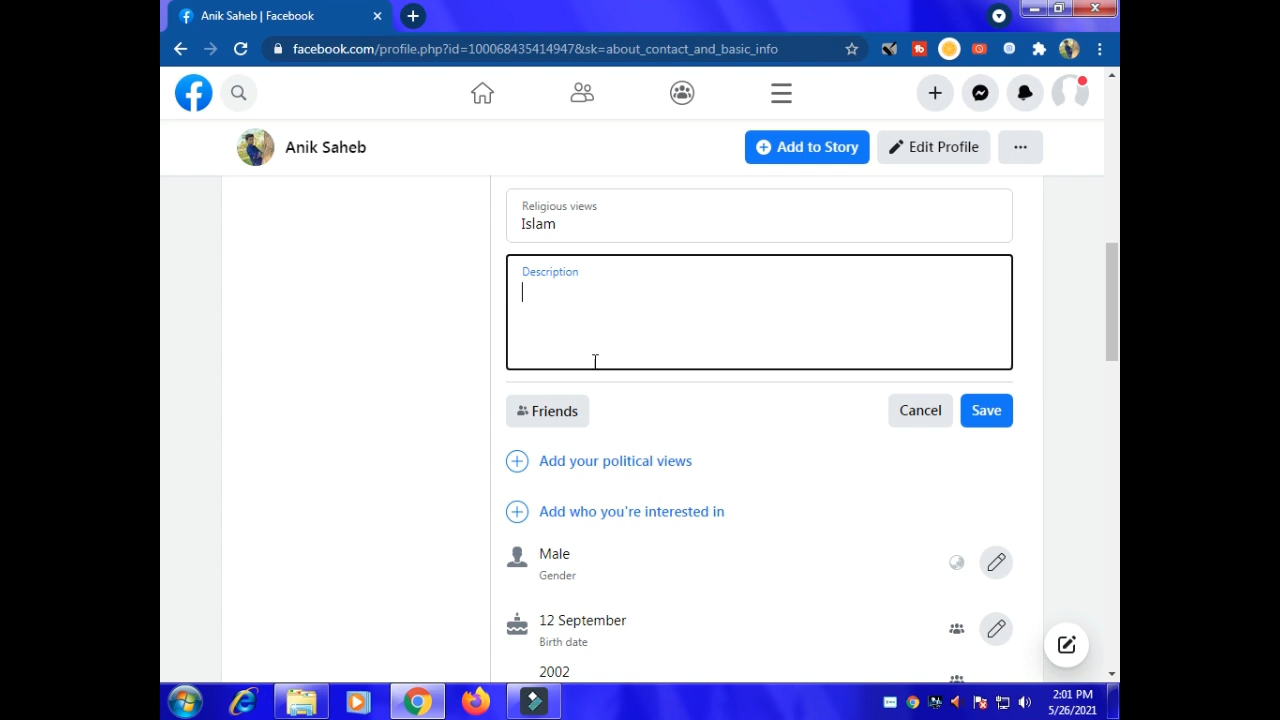 Anik Saheb | Facebook
facebook.com/profile.php?id=100068435414947&sk=about_contact_and_basic_info
Anik Saheb
Add to Story
Edit Profile
Religious views
Islam
Description
Friends
Cancel
Save
Add your political views
Add who you're interested in
Male
Gender
12 September
Birth date
2002
2:01 PM
5/26/2021